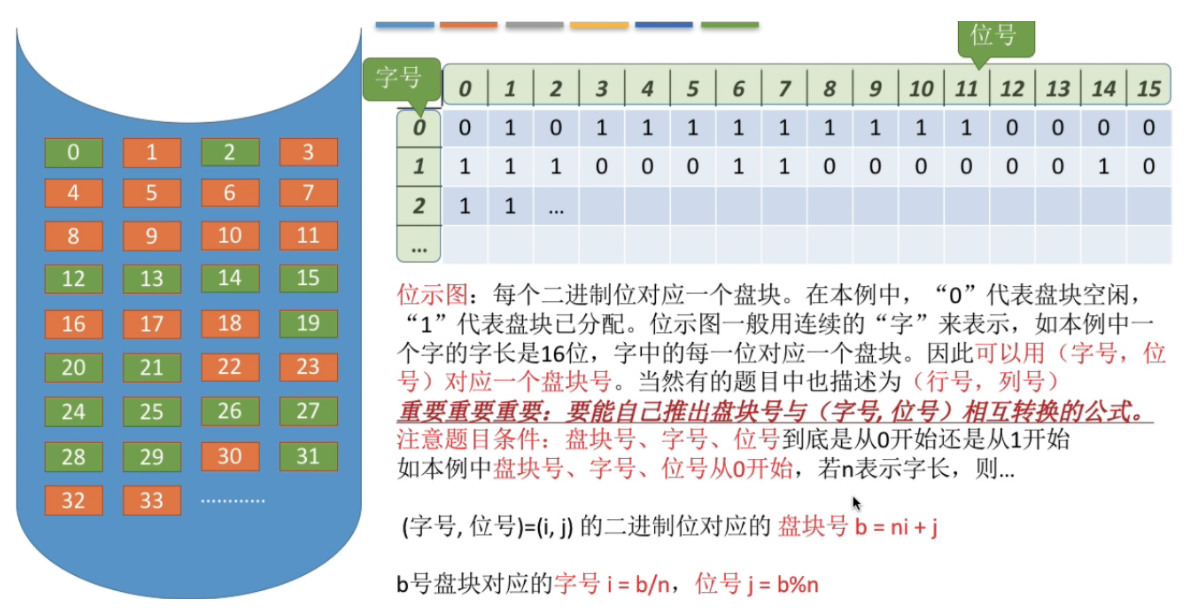 0 1 2 3
4 5 6 7
8 9 10 11
12 13 14 15
16 17 18 19
20 21 22 23
24 25 26 27
28 29 30 31
32 33 …………
位号
字号
0 1 2 3 4 5 6 7 8 9 10 11 12 13 14 15
0 0 1 0 1 1 1 1 1 1 1 1 1 0 0 0 0
1 1 1 1 0 0 0 1 1 0 0 0 0 0 0 1 0
2 1 1 ...
...
位示图：每个二进制位对应一个盘块。在本例中，“0”代表盘块空闲，
“1”代表盘块已分配。位示图一般用连续的“字”来表示，如本例中一
个字的字长是16位，字中的每一位对应一个盘块。因此可以用（字号，位
号）对应一个盘块号。当然有的题目中也描述为（行号，列号）
重要重要重要：要能自己推出盘块号与（字号, 位号）相互转换的公式。
注意题目条件：盘块号、字号、位号到底是从0开始还是从1开始
如本例中盘块号、字号、位号从0开始，若n表示字长，则...
(字号, 位号)=(i, j) 的二进制位对应的 盘块号 b = ni + j
b号盘块对应的字号 i = b/n，位号 j = b%n